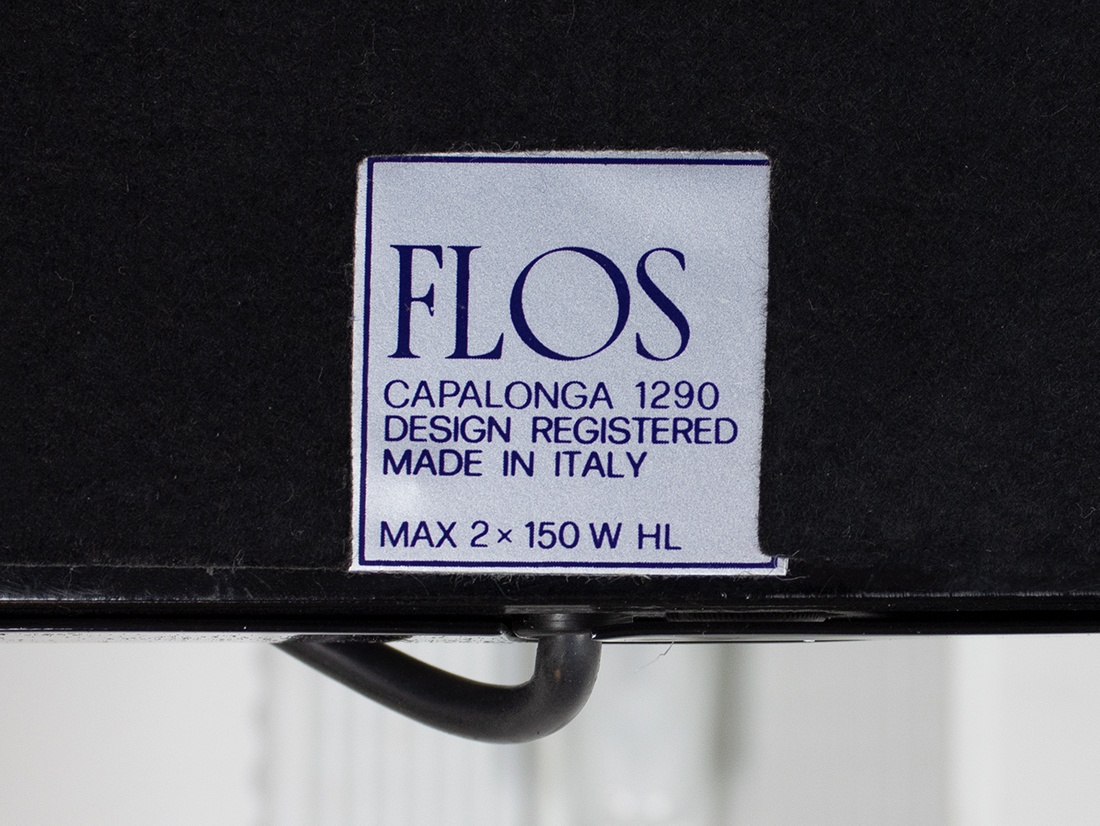 FLOS
CAPALONGA 1290
DESIGN REGISTERED
MADE IN ITALY
MAX 2 × 150 W HL